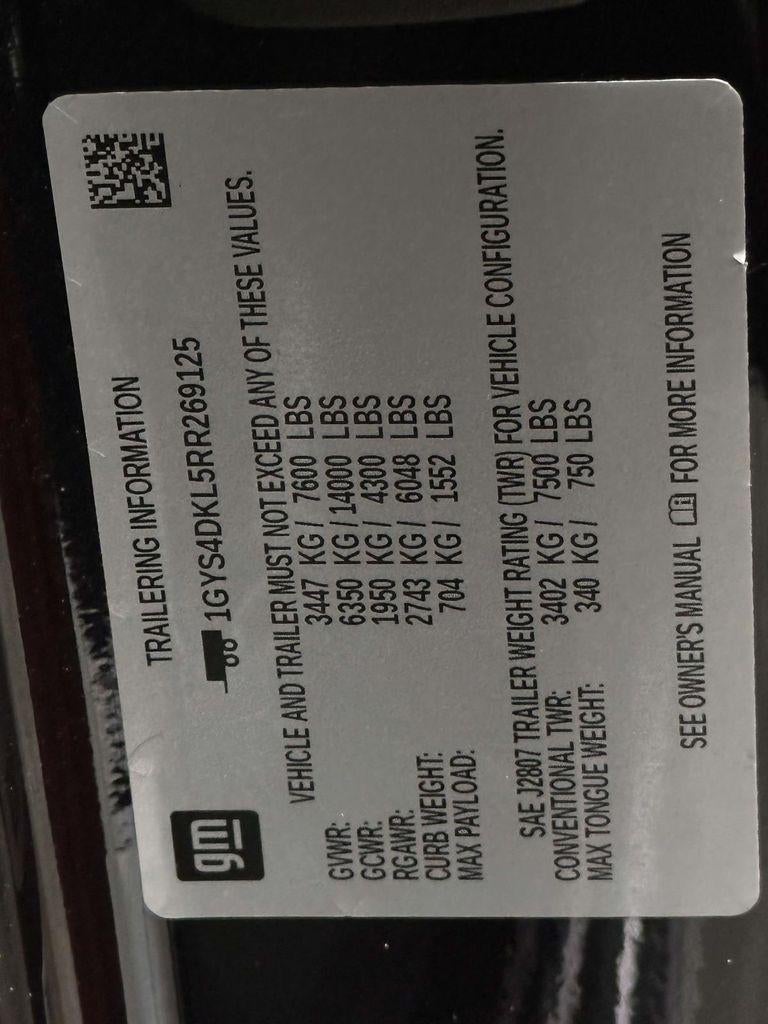 gm
TRAILERING INFORMATION
1GYS4DKL5RR269125
VEHICLE AND TRAILER MUST NOT EXCEED ANY OF THESE VALUES.
GVWR: 3447 KG / 7600 LBS
GCWR: 6350 KG / 14000 LBS
RGAWR: 1950 KG / 4300 LBS
CURB WEIGHT: 2743 KG / 6048 LBS
MAX PAYLOAD: 704 KG / 1552 LBS
SAE J2807 TRAILER WEIGHT RATING (TWR) FOR VEHICLE CONFIGURATION.
CONVENTIONAL TWR: 3402 KG / 7500 LBS
MAX TONGUE WEIGHT: 340 KG / 750 LBS
SEE OWNER'S MANUAL FOR MORE INFORMATION